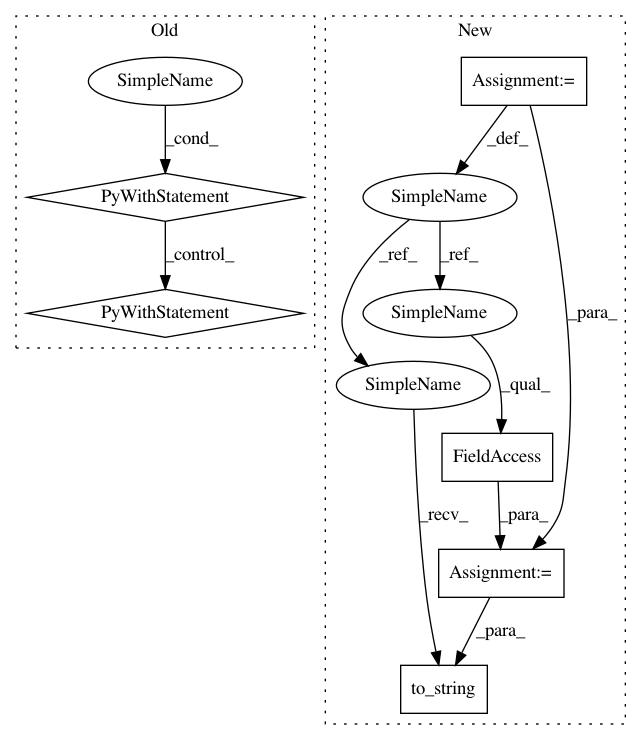 Old
New
SimpleName
Assignment:=
_cond_
_def_
PyWithStatement
SimpleName
_control_
_ref_
_ref_
PyWithStatement
SimpleName
_para_
SimpleName
_qual_
FieldAccess
_recv_
_para_
Assignment:=
_para_
to_string